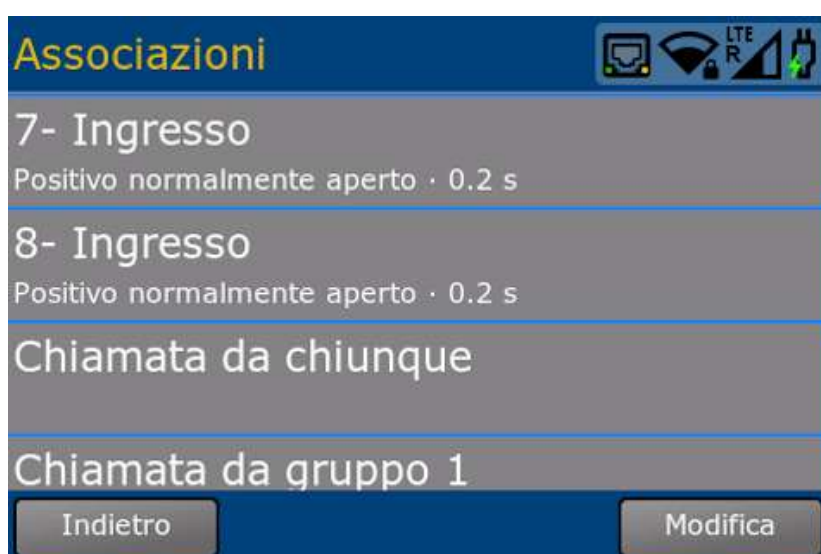 Associazioni
LTE
R
7- Ingresso
Positivo normalmente aperto · 0.2 s
8- Ingresso
Positivo normalmente aperto · 0.2 s
Chiamata da chiunque
Chiamata da gruppo 1
Indietro
Modifica